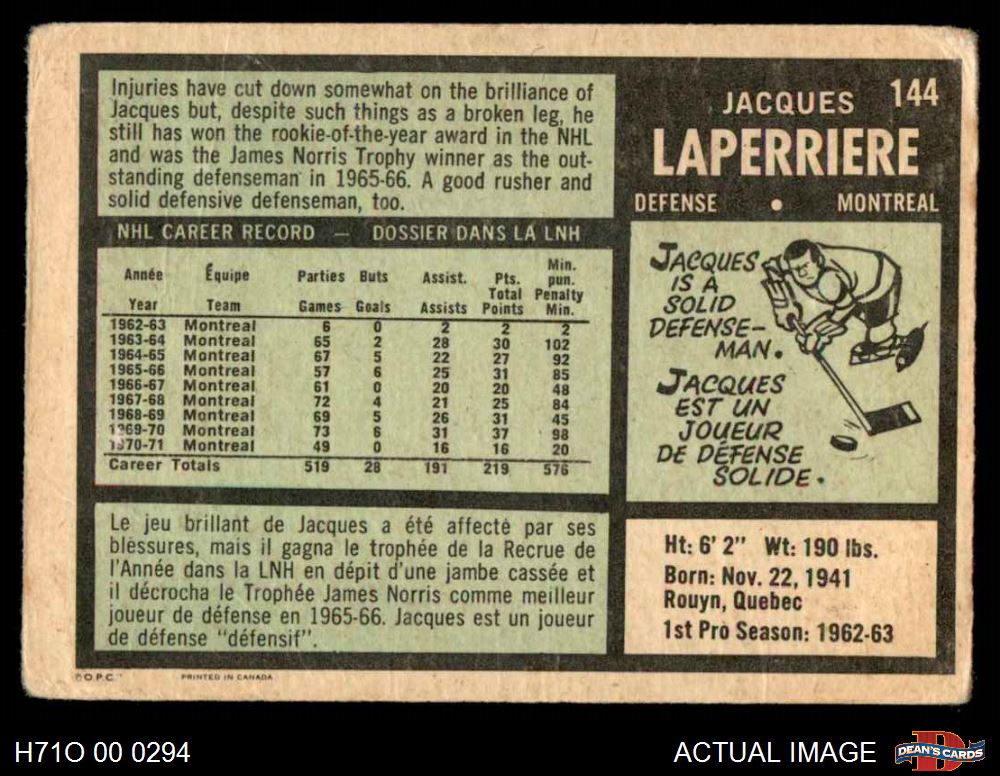 Injuries have cut down somewhat on the brilliance of
Jacques but, despite such things as a broken leg, he
still has won the rookie-of-the-year award in the NHL
and was the James Norris Trophy winner as the out-
standing defenseman in 1965-66. A good rusher and
solid defensive defenseman, too.
144
JACQUES
LAPERRIERE
DEFENSE • MONTREAL
NHL CAREER RECORD — DOSSIER DANS LA LNH
Année Équipe Parties Buts Assist. Pts. Min. pun.
Year Team Games Goals Assists Total Points Penalty Min.
1962-63 Montreal 6 0 2 2 2
1963-64 Montreal 65 2 28 30 102
1964-65 Montreal 67 5 22 27 92
1965-66 Montreal 57 6 25 31 85
1966-67 Montreal 61 0 20 20 48
1967-68 Montreal 72 4 21 25 84
1968-69 Montreal 69 5 26 31 45
1969-70 Montreal 73 6 31 37 98
1970-71 Montreal 49 0 16 16 20
Career Totals 519 28 191 219 576
JACQUES
IS A
SOLID
DEFENSE-
MAN.
JACQUES
EST UN
JOUEUR
DE DÉFENSE
SOLIDE.
Le jeu brillant de Jacques a été affecté par ses
blessures, mais il gagna le trophée de la Recrue de
l'Année dans la LNH en dépit d'une jambe cassée et
il décrocha le Trophée James Norris comme meilleur
joueur de défense en 1965-66. Jacques est un joueur
de défense "défensif".
Ht: 6' 2" Wt: 190 lbs.
Born: Nov. 22, 1941
Rouyn, Quebec
1st Pro Season: 1962-63
©O.P.C. PRINTED IN CANADA
H71O 00 0294
ACTUAL IMAGE
DEAN'S CARDS